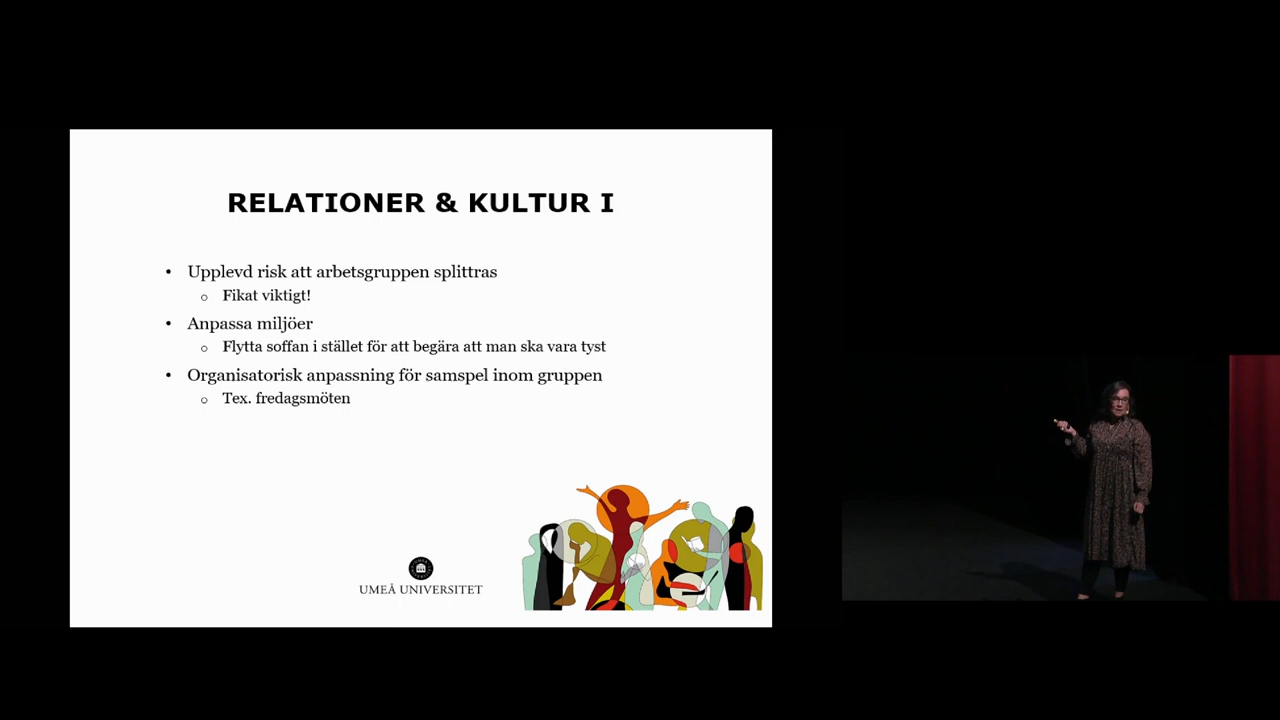 RELATIONER & KULTUR I
• Upplevd risk att arbetsgruppen splittras
o Fikat viktigt!
• Anpassa miljöer
o Flytta soffan i stället för att begära att man ska vara tyst
• Organisatorisk anpassning för samspel inom gruppen
o Tex. fredagsmöten
UMEÅ UNIVERSITET